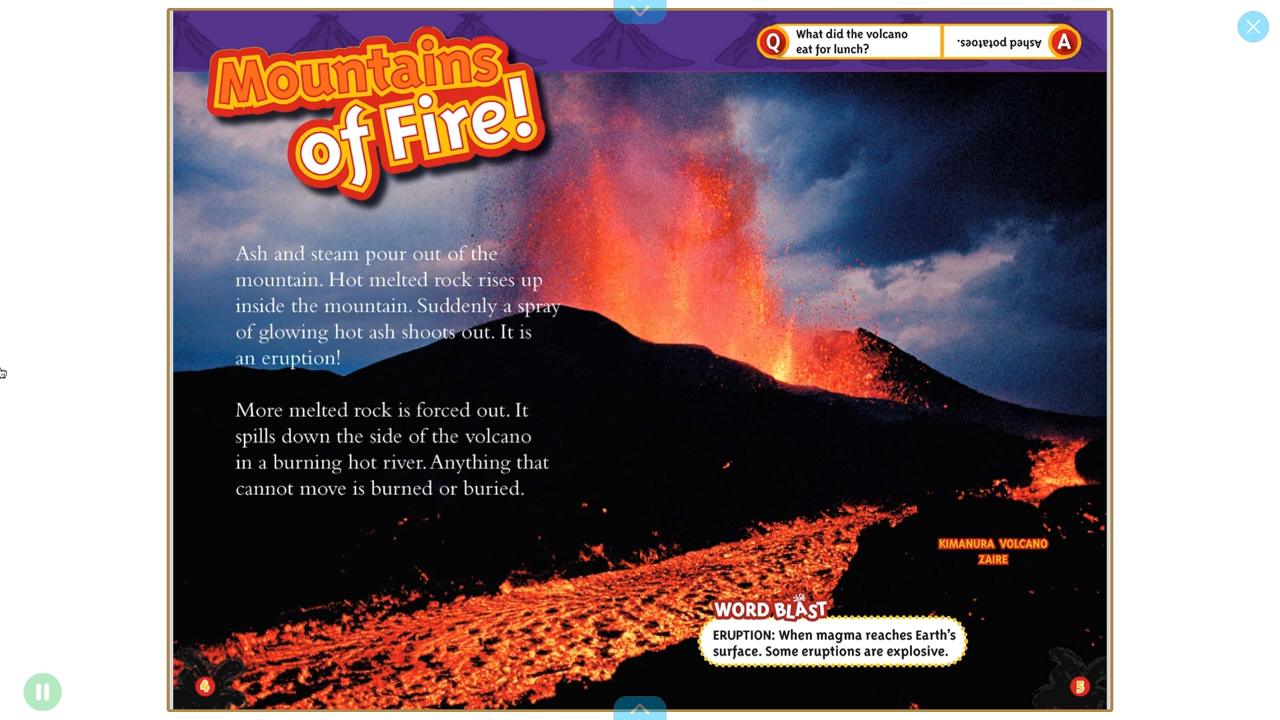 Mountains
of Fire!
Q
What did the volcano
eat for lunch?
Ashed potatoes.
A
Ash and steam pour out of the
mountain. Hot melted rock rises up
inside the mountain. Suddenly a spray
of glowing hot ash shoots out. It is
an eruption!
More melted rock is forced out. It
spills down the side of the volcano
in a burning hot river. Anything that
cannot move is burned or buried.
KIMANURA VOLCANO
ZAIRE
WORD BLAST
ERUPTION: When magma reaches Earth's
surface. Some eruptions are explosive.
4
5